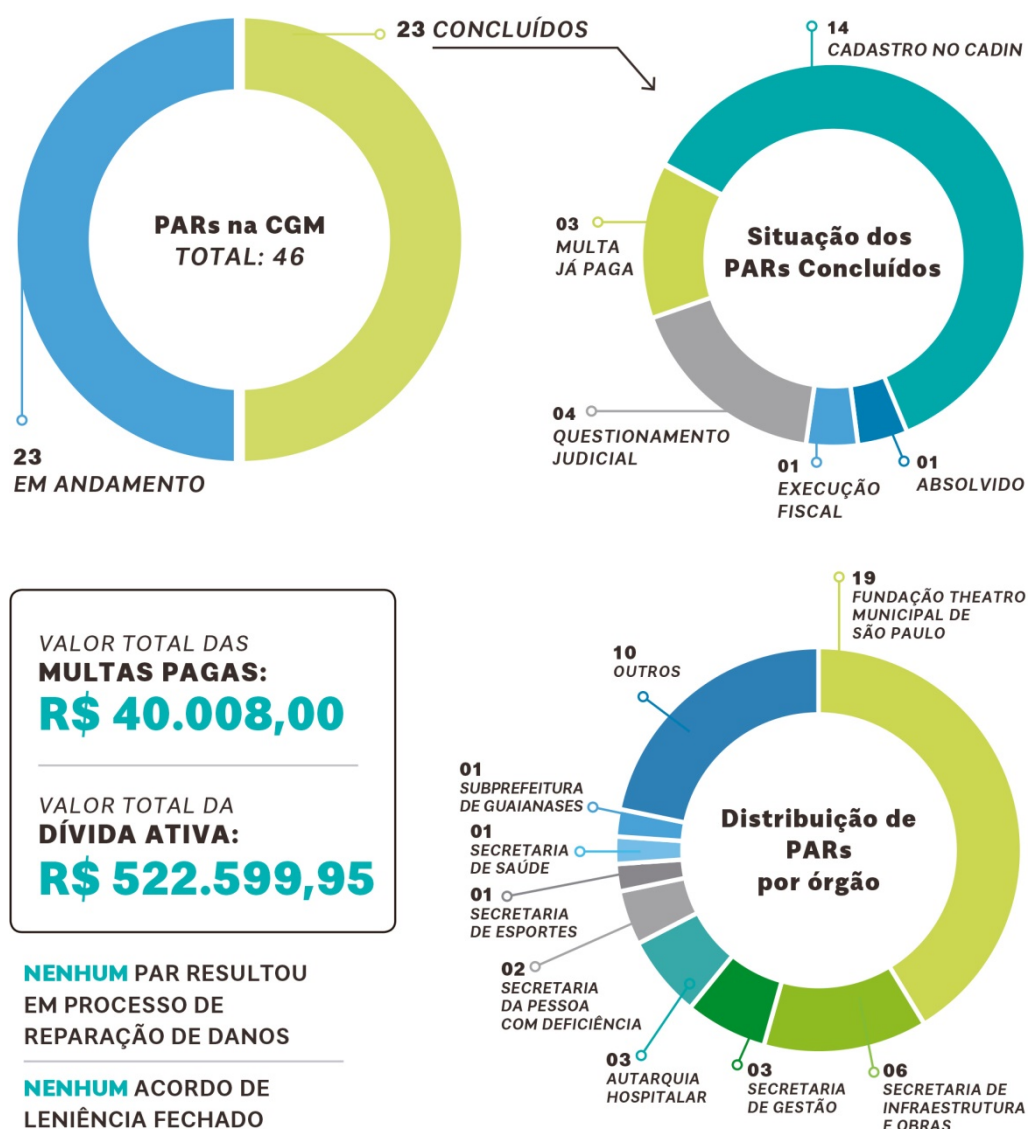 23 CONCLUÍDOS
PARs na CGM
TOTAL: 46
23
EM ANDAMENTO
14
CADASTRO NO CADIN
03
MULTA
JÁ PAGA
Situação dos
PARs Concluídos
04
QUESTIONAMENTO
JUDICIAL
01
EXECUÇÃO
FISCAL
01
ABSOLVIDO
VALOR TOTAL DAS
MULTAS PAGAS:
R$ 40.008,00
VALOR TOTAL DA
DÍVIDA ATIVA:
R$ 522.599,95
NENHUM PAR RESULTOU
EM PROCESSO DE
REPARAÇÃO DE DANOS
NENHUM ACORDO DE
LENIÊNCIA FECHADO
19
FUNDAÇÃO THEATRO
MUNICIPAL DE
SÃO PAULO
10
OUTROS
01
SUBPREFEITURA
DE GUAIANASES
01
SECRETARIA
DE SAÚDE
01
SECRETARIA
DE ESPORTES
02
SECRETARIA
DA PESSOA
COM DEFICIÊNCIA
03
AUTARQUIA
HOSPITALAR
03
SECRETARIA
DE GESTÃO
06
SECRETARIA DE
INFRAESTRUTURA
E OBRAS
Distribuição de
PARs
por órgão